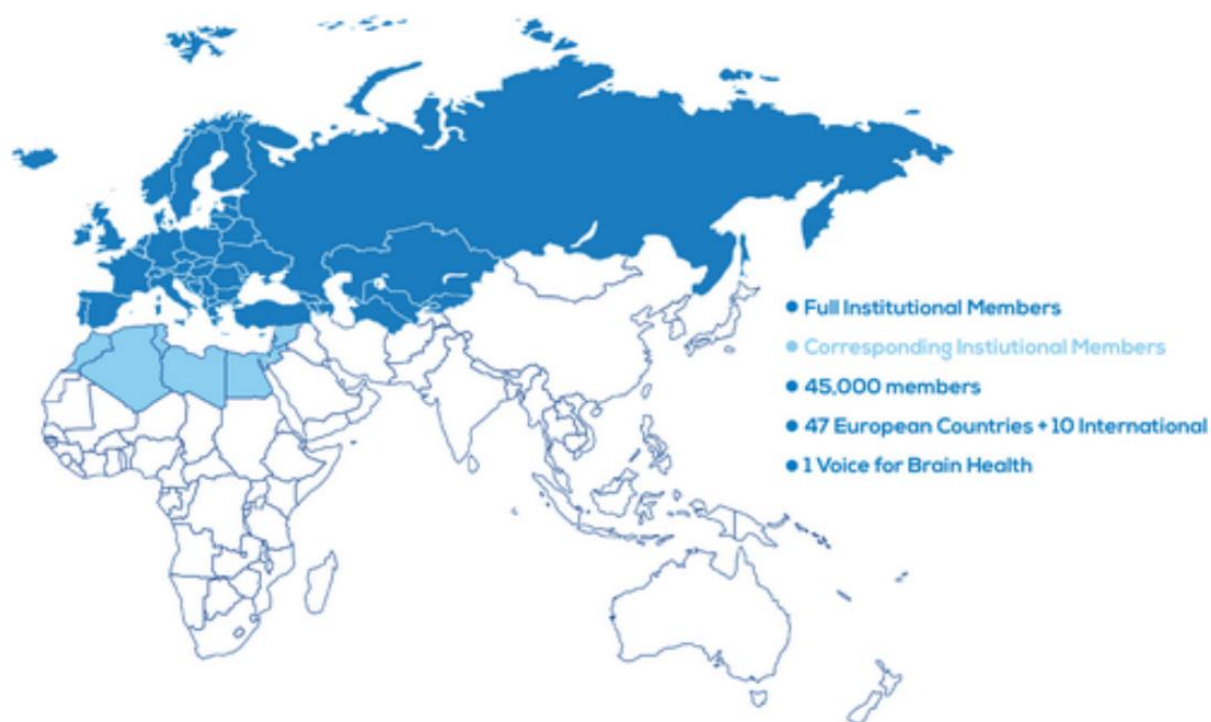 Full Institutional Members
Corresponding Instiutional Members
45,000 members
47 European Countries + 10 International
1 Voice for Brain Health